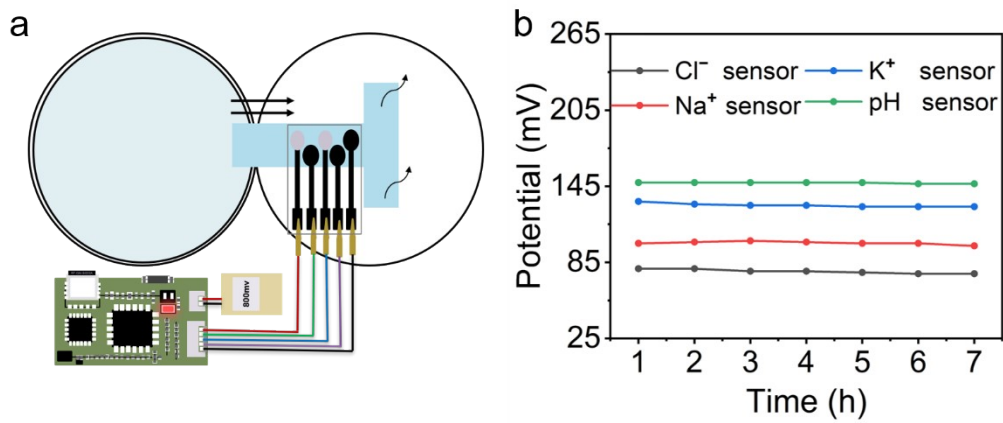 a
800mv
b
Potential (mV)
265
205
145
85
25
Cl⁻ sensor
K⁺ sensor
Na⁺ sensor
pH sensor
1 2 3 4 5 6 7
Time (h)